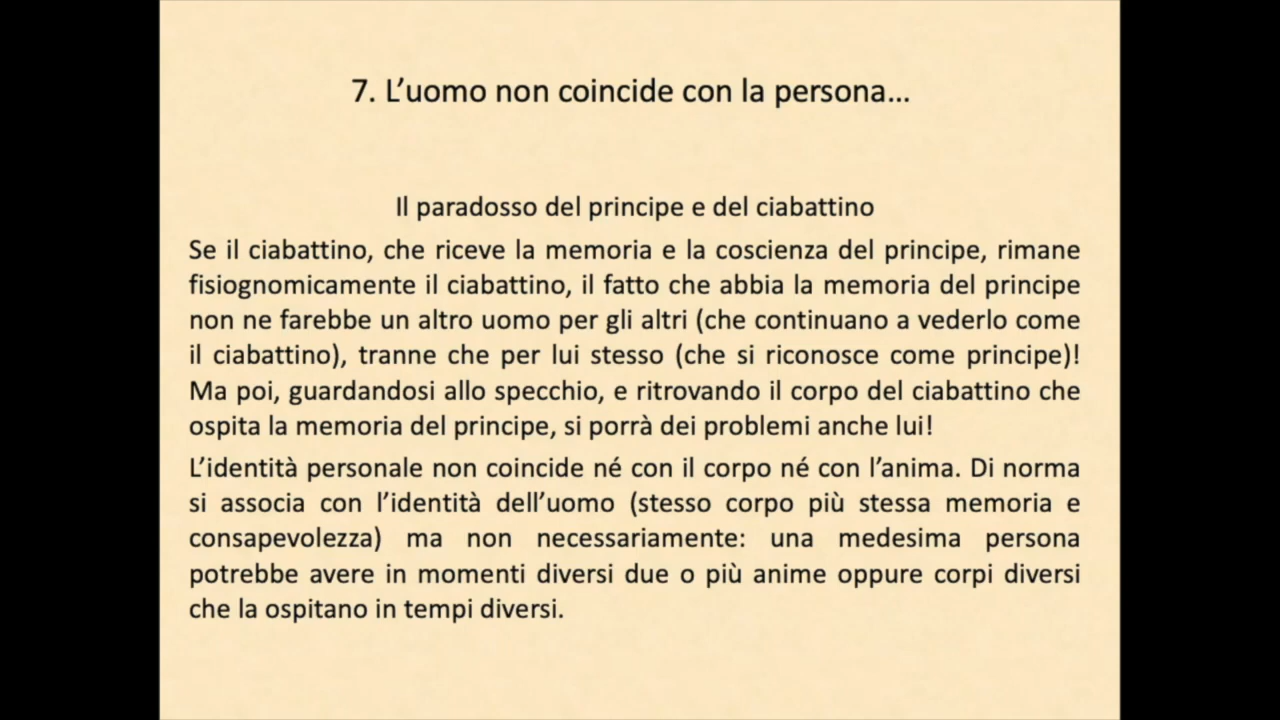 7. L’uomo non coincide con la persona…
Il paradosso del principe e del ciabattino
Se il ciabattino, che riceve la memoria e la coscienza del principe, rimane
fisiognomicamente il ciabattino, il fatto che abbia la memoria del principe
non ne farebbe un altro uomo per gli altri (che continuano a vederlo come
il ciabattino), tranne che per lui stesso (che si riconosce come principe)!
Ma poi, guardandosi allo specchio, e ritrovando il corpo del ciabattino che
ospita la memoria del principe, si porrà dei problemi anche lui!
L’identità personale non coincide né con il corpo né con l’anima. Di norma
si associa con l’identità dell’uomo (stesso corpo più stessa memoria e
consapevolezza) ma non necessariamente: una medesima persona
potrebbe avere in momenti diversi due o più anime oppure corpi diversi
che la ospitano in tempi diversi.